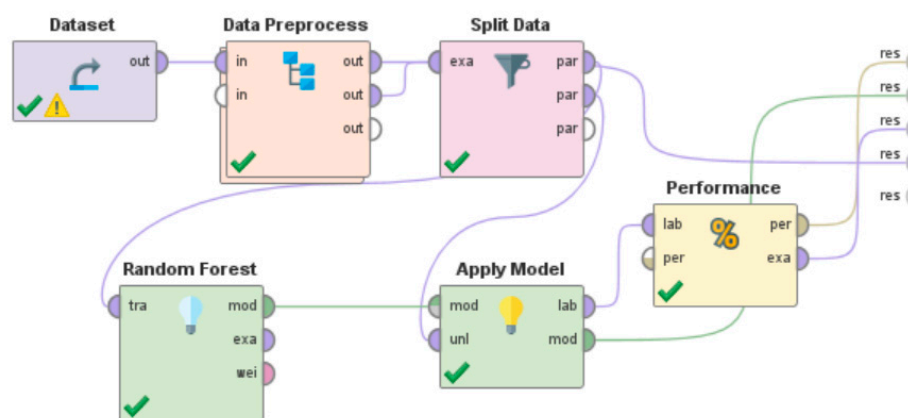 Dataset
out
Data Preprocess
in
in
out
out
out
Split Data
exa
par
par
par
res
res
res
res
res
Performance
lab
per
per
exa
%
Random Forest
tra
mod
exa
wei
Apply Model
mod
unl
lab
mod